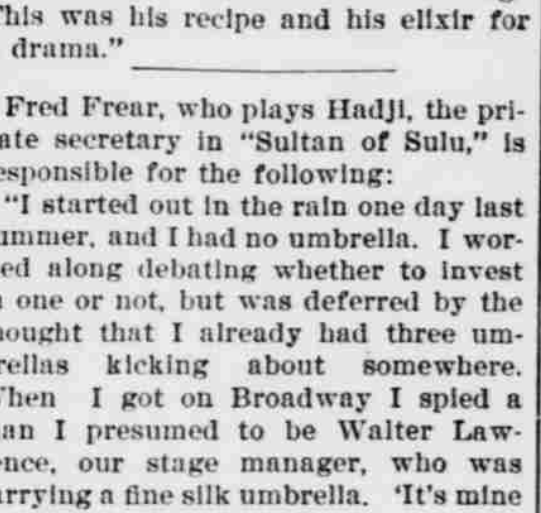 This was his recipe and his elixir for
drama."
Fred Frear, who plays Hadji, the pri-
ate secretary in "Sultan of Sulu," is
esponsible for the following:
"I started out in the rain one day last
ummer, and I had no umbrella. I wor-
ed along debating whether to invest
one or not, but was deferred by the
hought that I already had three um-
rellas kicking about somewhere.
When I got on Broadway I spied a
an I presumed to be Walter Law-
ence, our stage manager, who was
arrying a fine silk umbrella. 'It's mine